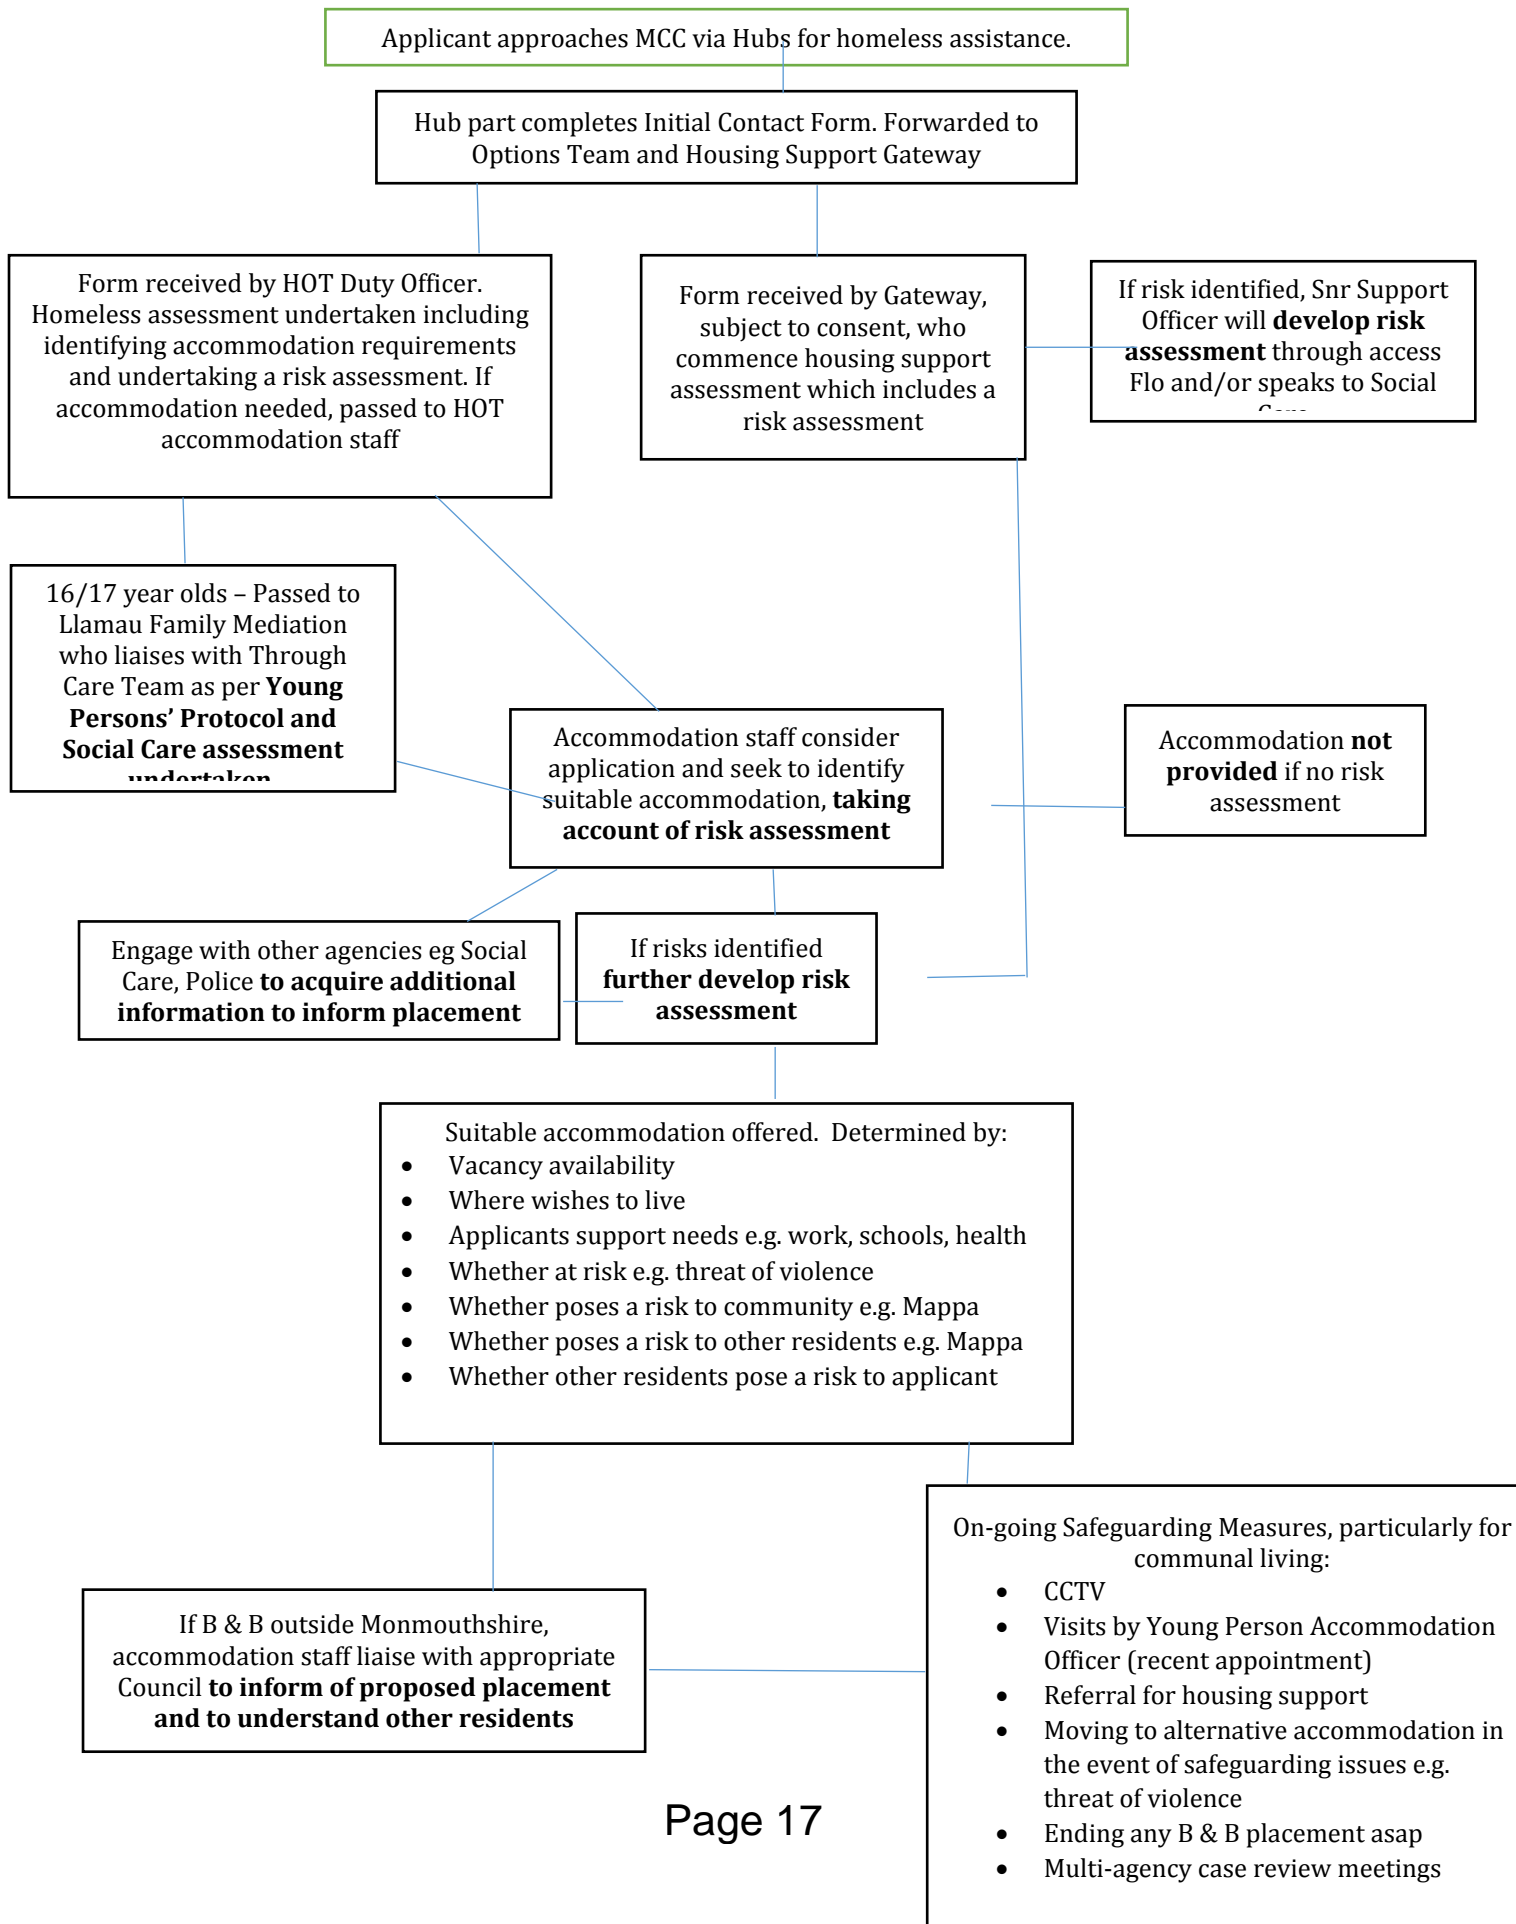 Applicant approaches MCC via Hubs for homeless assistance.
Hub part completes Initial Contact Form. Forwarded to
Options Team and Housing Support Gateway
Form received by HOT Duty Officer.
Homeless assessment undertaken including
identifying accommodation requirements
and undertaking a risk assessment. If
accommodation needed, passed to HOT
accommodation staff
Form received by Gateway,
subject to consent, who
commence housing support
assessment which includes a
risk assessment
If risk identified, Snr Support
Officer will develop risk
assessment through access
Flo and/or speaks to Social
16/17 year olds – Passed to
Llamau Family Mediation
who liaises with Through
Care Team as per Young
Persons’ Protocol and
Social Care assessment
undertaken
Accommodation staff consider
application and seek to identify
suitable accommodation, taking
account of risk assessment
Accommodation not
provided if no risk
assessment
Engage with other agencies eg Social
Care, Police to acquire additional
information to inform placement
If risks identified
further develop risk
assessment
Suitable accommodation offered.  Determined by:
• Vacancy availability
• Where wishes to live
• Applicants support needs e.g. work, schools, health
• Whether at risk e.g. threat of violence
• Whether poses a risk to community e.g. Mappa
• Whether poses a risk to other residents e.g. Mappa
• Whether other residents pose a risk to applicant
If B & B outside Monmouthshire,
accommodation staff liaise with appropriate
Council to inform of proposed placement
and to understand other residents
On-going Safeguarding Measures, particularly for
communal living:
• CCTV
• Visits by Young Person Accommodation
Officer (recent appointment)
• Referral for housing support
• Moving to alternative accommodation in
the event of safeguarding issues e.g.
threat of violence
• Ending any B & B placement asap
• Multi-agency case review meetings
Page 17